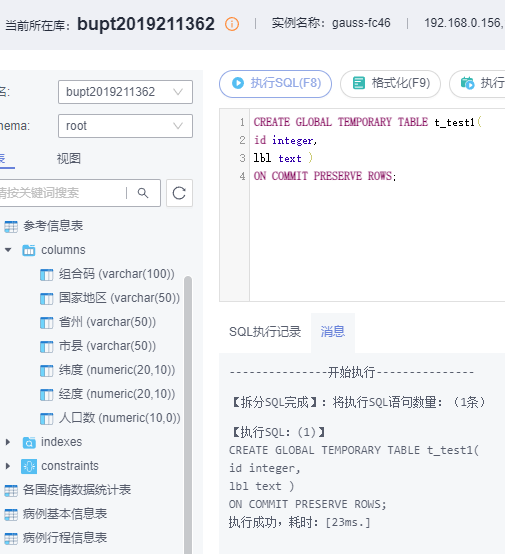 当前所在库： bupt2019211362 实例名称： gauss-fc46 192.168.0.156,
名: bupt2019211362
hema: root
表 视图
请按关键词搜索
参考信息表
columns
组合码 (varchar(100))
国家地区 (varchar(50))
省州 (varchar(50))
市县 (varchar(50))
纬度 (numeric(20,10))
经度 (numeric(20,10))
人口数 (numeric(10,0))
indexes
constraints
各国疫情数据统计表
病例基本信息表
病例行程信息表
执行SQL(F8) 格式化(F9) 执行
1 CREATE GLOBAL TEMPORARY TABLE t_test1(
2 id integer,
3 lbl text )
4 ON COMMIT PRESERVE ROWS;
SQL执行记录 消息
---------------开始执行---------------
【拆分SQL完成】：将执行SQL语句数量：（1条）
【执行SQL：(1)】
CREATE GLOBAL TEMPORARY TABLE t_test1(
id integer,
lbl text )
ON COMMIT PRESERVE ROWS;
执行成功，耗时：[23ms.]